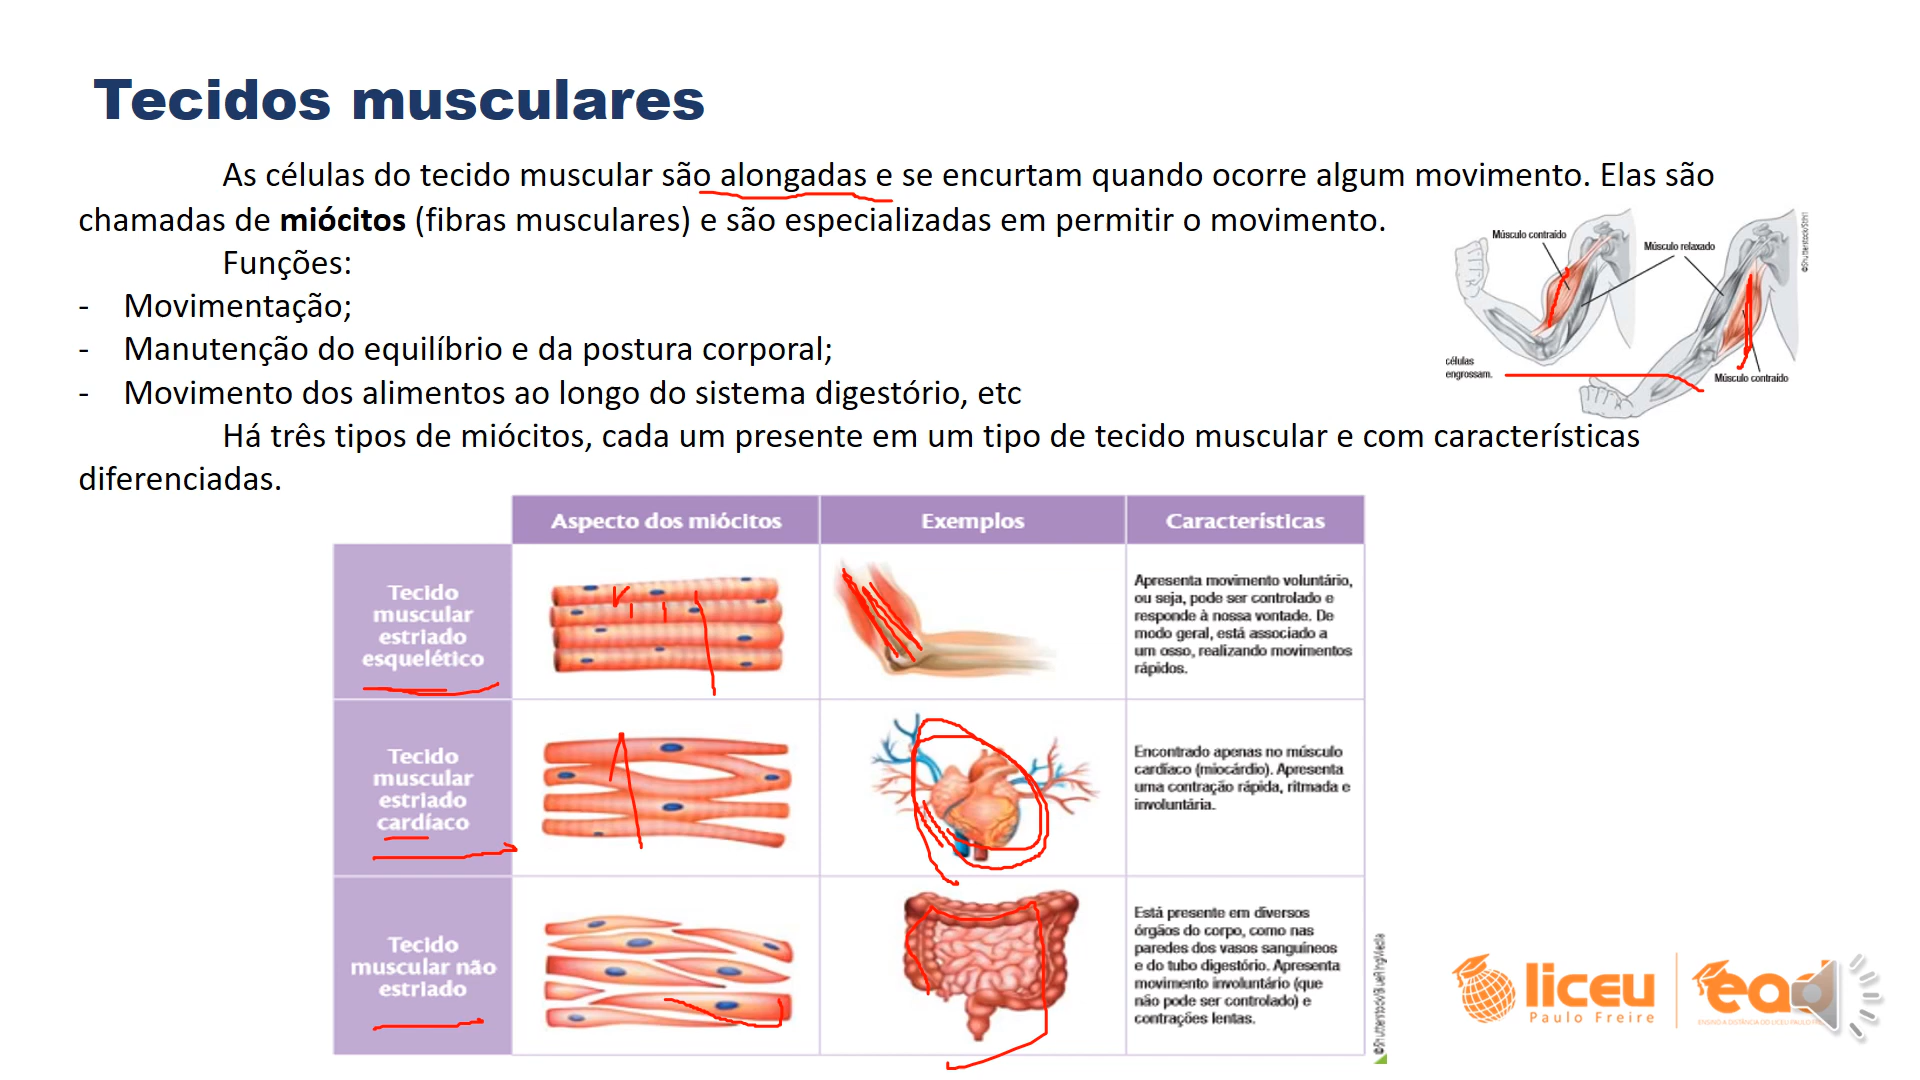 Tecidos musculares
As células do tecido muscular são alongadas e se encurtam quando ocorre algum movimento. Elas são
chamadas de miócitos (fibras musculares) e são especializadas em permitir o movimento.
Funções:
- Movimentação;
- Manutenção do equilíbrio e da postura corporal;
- Movimento dos alimentos ao longo do sistema digestório, etc
Há três tipos de miócitos, cada um presente em um tipo de tecido muscular e com características
diferenciadas.
Músculo contraído
Músculo relaxado
células
engrossam.
Músculo contraído
Aspecto dos miócitos
Exemplos
Características
Tecido
muscular
estriado
esquelético
Apresenta movimento voluntário,
ou seja, pode ser controlado e
responde à nossa vontade. De
modo geral, está associado a
um osso, realizando movimentos
rápidos.
Tecido
muscular
estriado
cardíaco
Encontrado apenas no músculo
cardíaco (miocárdio). Apresenta
uma contração rápida, ritmada e
involuntária.
Tecido
muscular não
estriado
Está presente em diversos
órgãos do corpo, como nas
paredes dos vasos sanguíneos
e do tubo digestório. Apresenta
movimento involuntário (que
não pode ser controlado) e
contrações lentas.
liceu
Paulo Freire